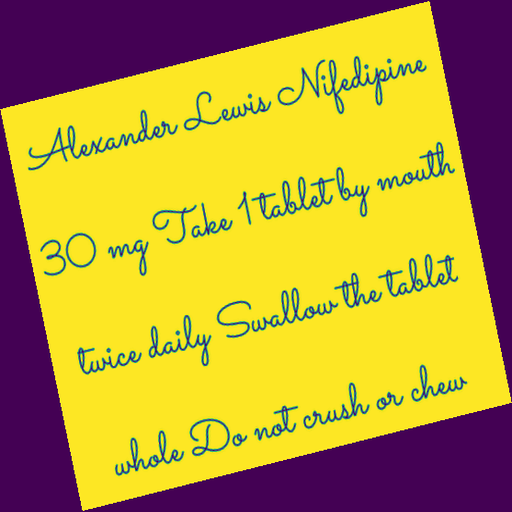 Alexander Lewis Nifedipine
30 mg Take 1 tablet by mouth
twice daily Swallow the tablet
whole Do not crush or chew